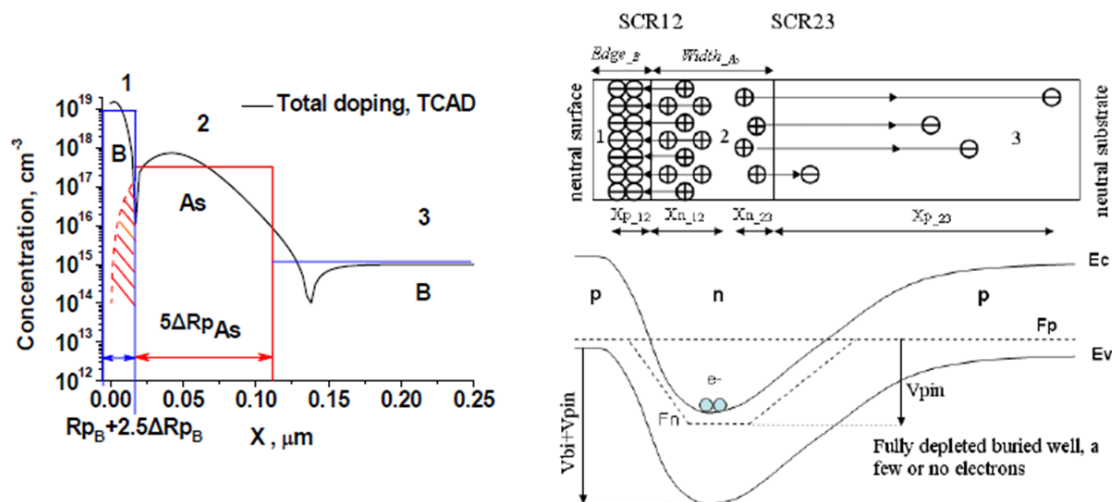 1
2
3
Total doping, TCAD
B
As
B
Concentration, cm-3
10^19
10^18
10^17
10^16
10^15
10^14
10^13
10^12
5ΔRpAs
0.00 0.05 0.10 0.15 0.20 0.25
RpB+2.5ΔRpB
X , μm
SCR12 SCR23
Edge_B Width_As
neutral surface
1 2 3
neutral substrate
Xp_12 Xn_12 Xn_23 Xp_23
Ec
p n p
Fp
Ev
e-
Fn
Vpin
Vbi+Vpin
Fully depleted buried well, a
few or no electrons